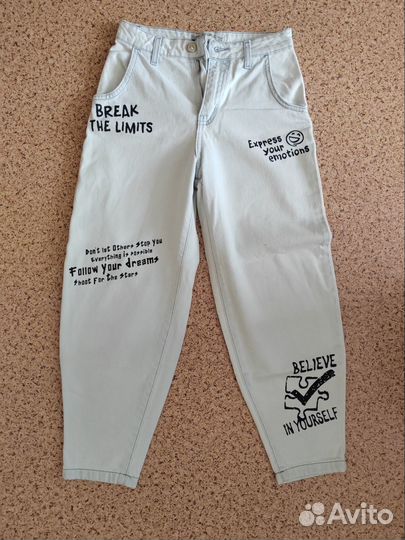 BREAK
THE LIMITS
Express
your
emotions
Don't let Others Stop You
Everything is possible
Follow Your dreams
Shoot For the Stars
BELIEVE
IN YOURSELF
Avito